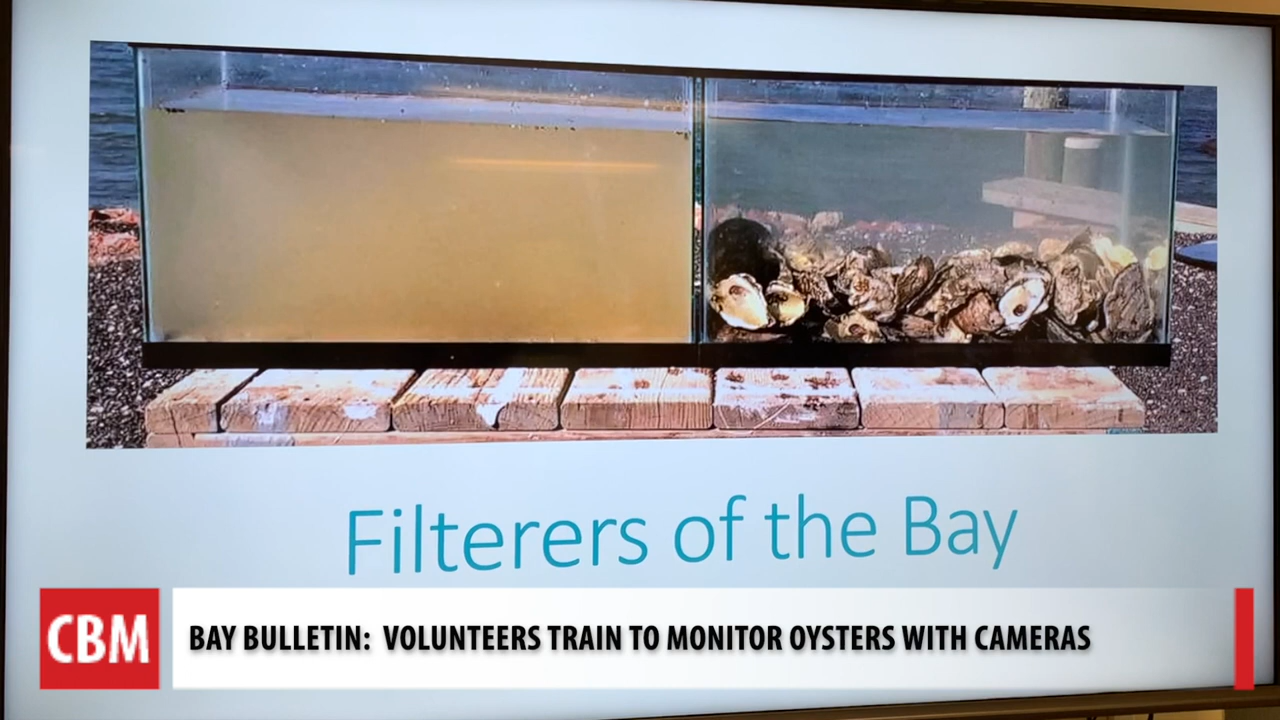 Filterers of the Bay
CBM
BAY BULLETIN: VOLUNTEERS TRAIN TO MONITOR OYSTERS WITH CAMERAS